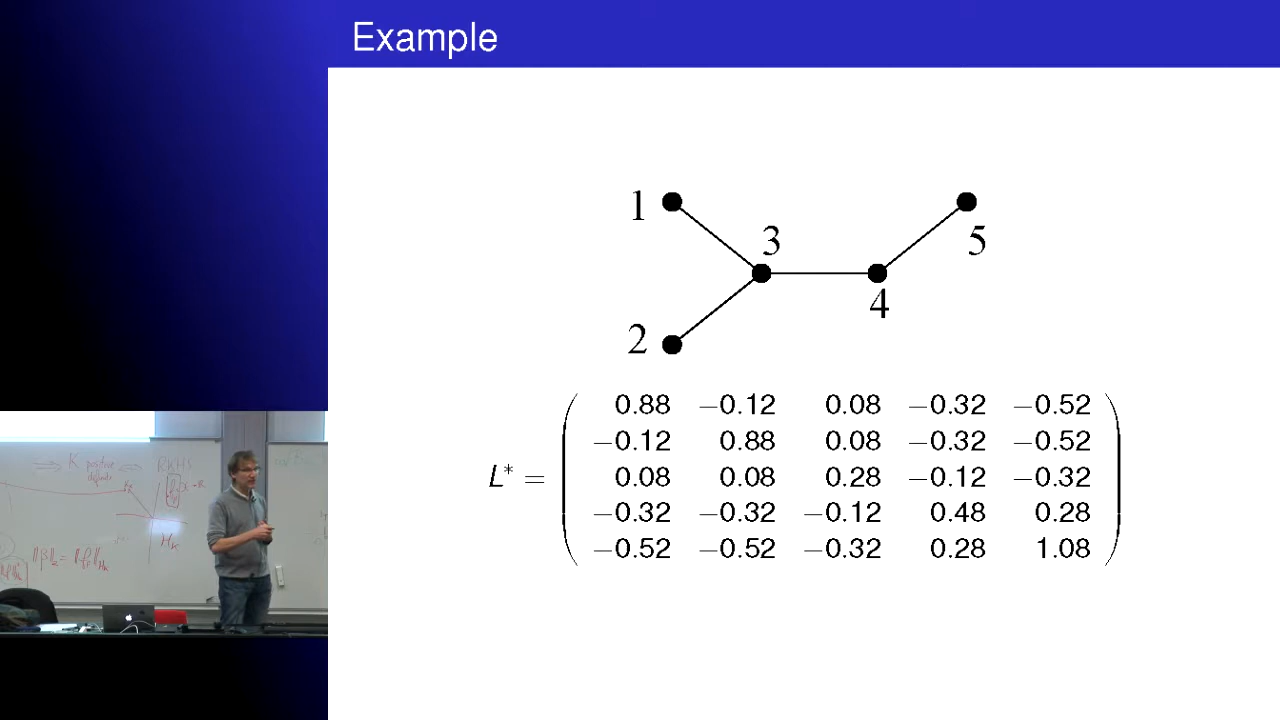 Example
1
5
3
2
4
L* =
0.88 −0.12 0.08 −0.32 −0.52
−0.12 0.88 0.08 −0.32 −0.52
0.08 0.08 0.28 −0.12 −0.32
−0.32 −0.32 −0.12 0.48 0.28
−0.52 −0.52 −0.32 0.28 1.08
⟹ K positive ⟺ RKHS